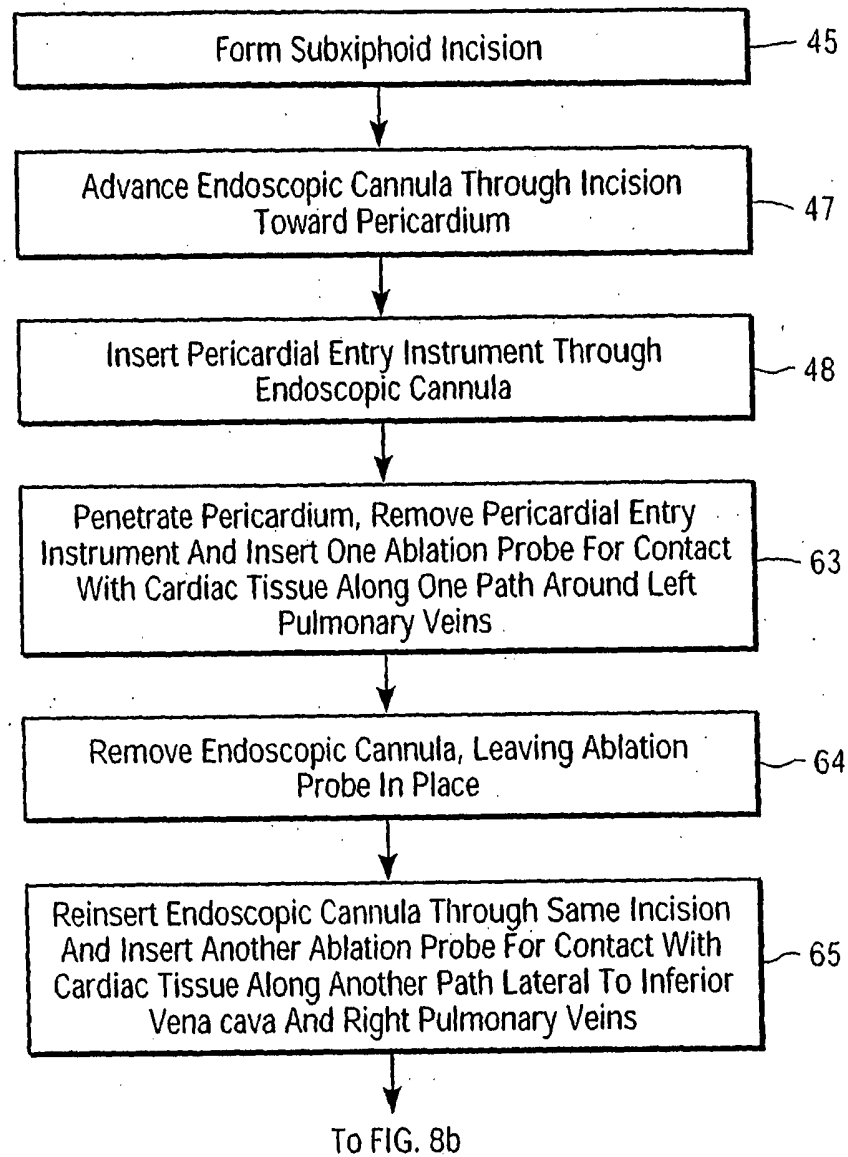 Form Subxiphoid Incision
45
Advance Endoscopic Cannula Through Incision
Toward Pericardium
47
Insert Pericardial Entry Instrument Through
Endoscopic Cannula
48
Penetrate Pericardium, Remove Pericardial Entry
Instrument And Insert One Ablation Probe For Contact
With Cardiac Tissue Along One Path Around Left
Pulmonary Veins
63
Remove Endoscopic Cannula, Leaving Ablation
Probe In Place
64
Reinsert Endoscopic Cannula Through Same Incision
And Insert Another Ablation Probe For Contact With
Cardiac Tissue Along Another Path Lateral To Inferior
Vena cava And Right Pulmonary Veins
65
To FIG. 8b